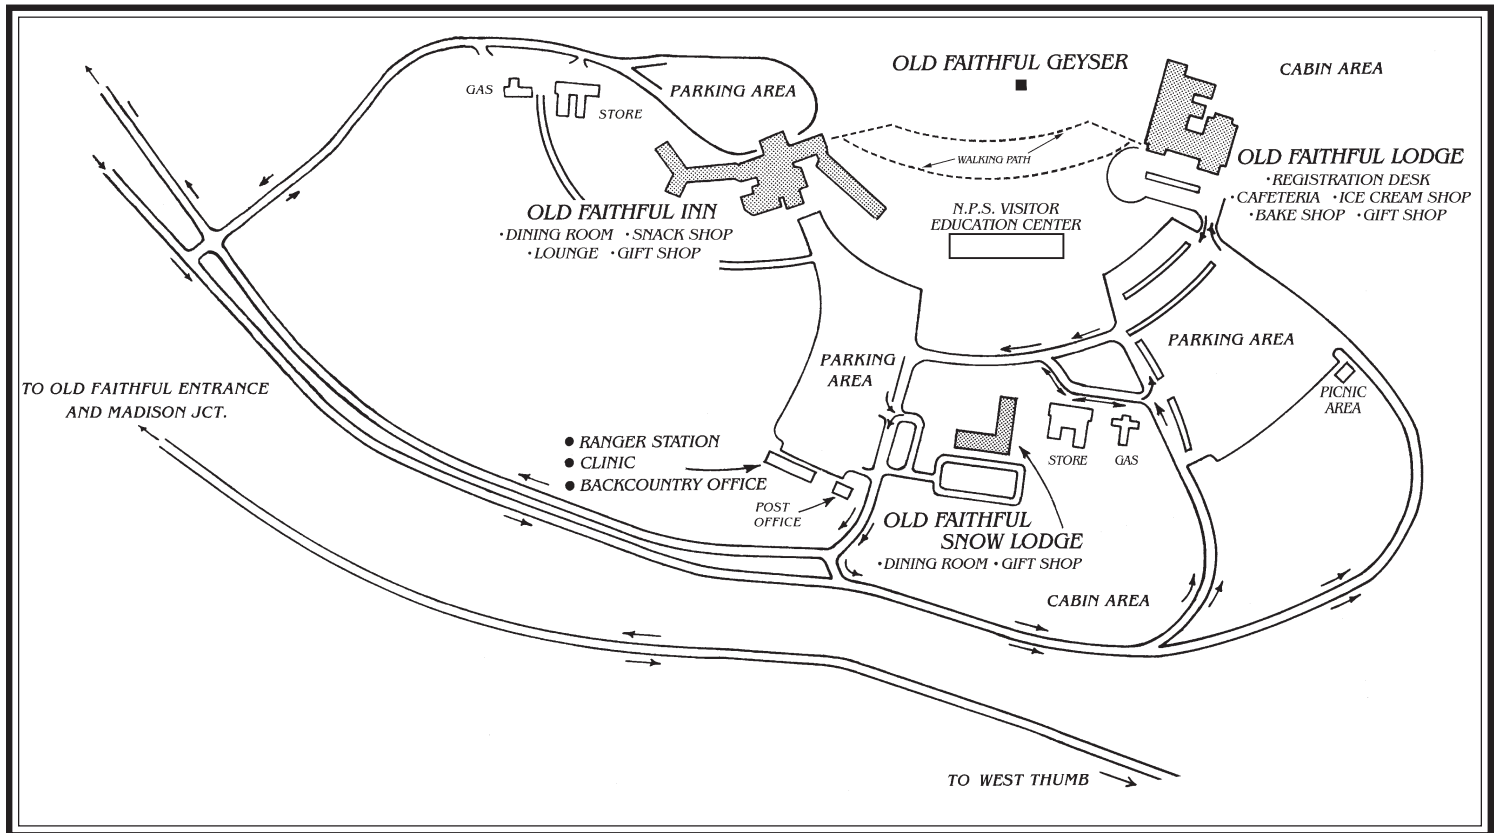 OLD FAITHFUL GEYSER
CABIN AREA
GAS
STORE
PARKING AREA
WALKING PATH
OLD FAITHFUL LODGE
•REGISTRATION DESK
•CAFETERIA •ICE CREAM SHOP
•BAKE SHOP •GIFT SHOP
OLD FAITHFUL INN
•DINING ROOM •SNACK SHOP
•LOUNGE •GIFT SHOP
N.P.S. VISITOR
EDUCATION CENTER
PARKING AREA
PARKING
AREA
TO OLD FAITHFUL ENTRANCE
AND MADISON JCT.
PICNIC
AREA
● RANGER STATION
● CLINIC
● BACKCOUNTRY OFFICE
STORE
GAS
POST
OFFICE
OLD FAITHFUL
SNOW LODGE
•DINING ROOM •GIFT SHOP
CABIN AREA
TO WEST THUMB